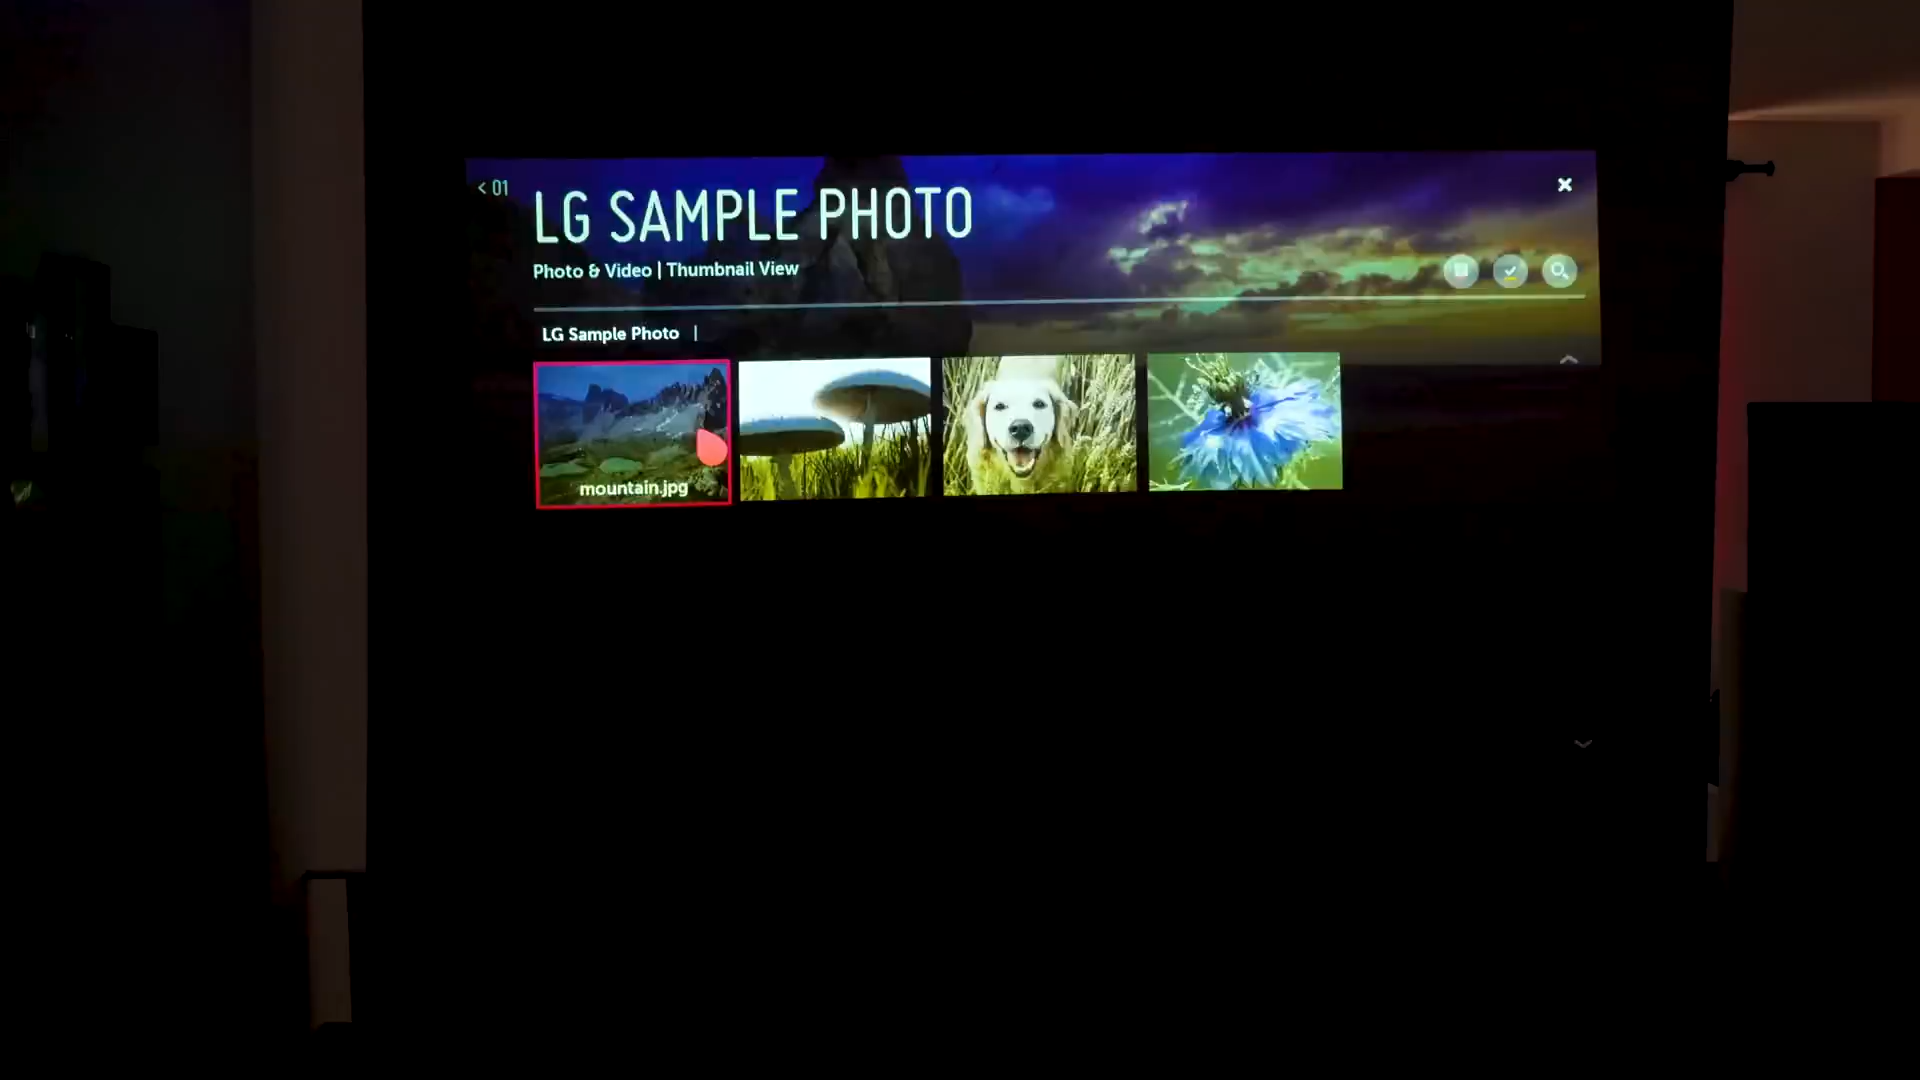 < 01
LG SAMPLE PHOTO
Photo & Video | Thumbnail View
LG Sample Photo |
mountain.jpg